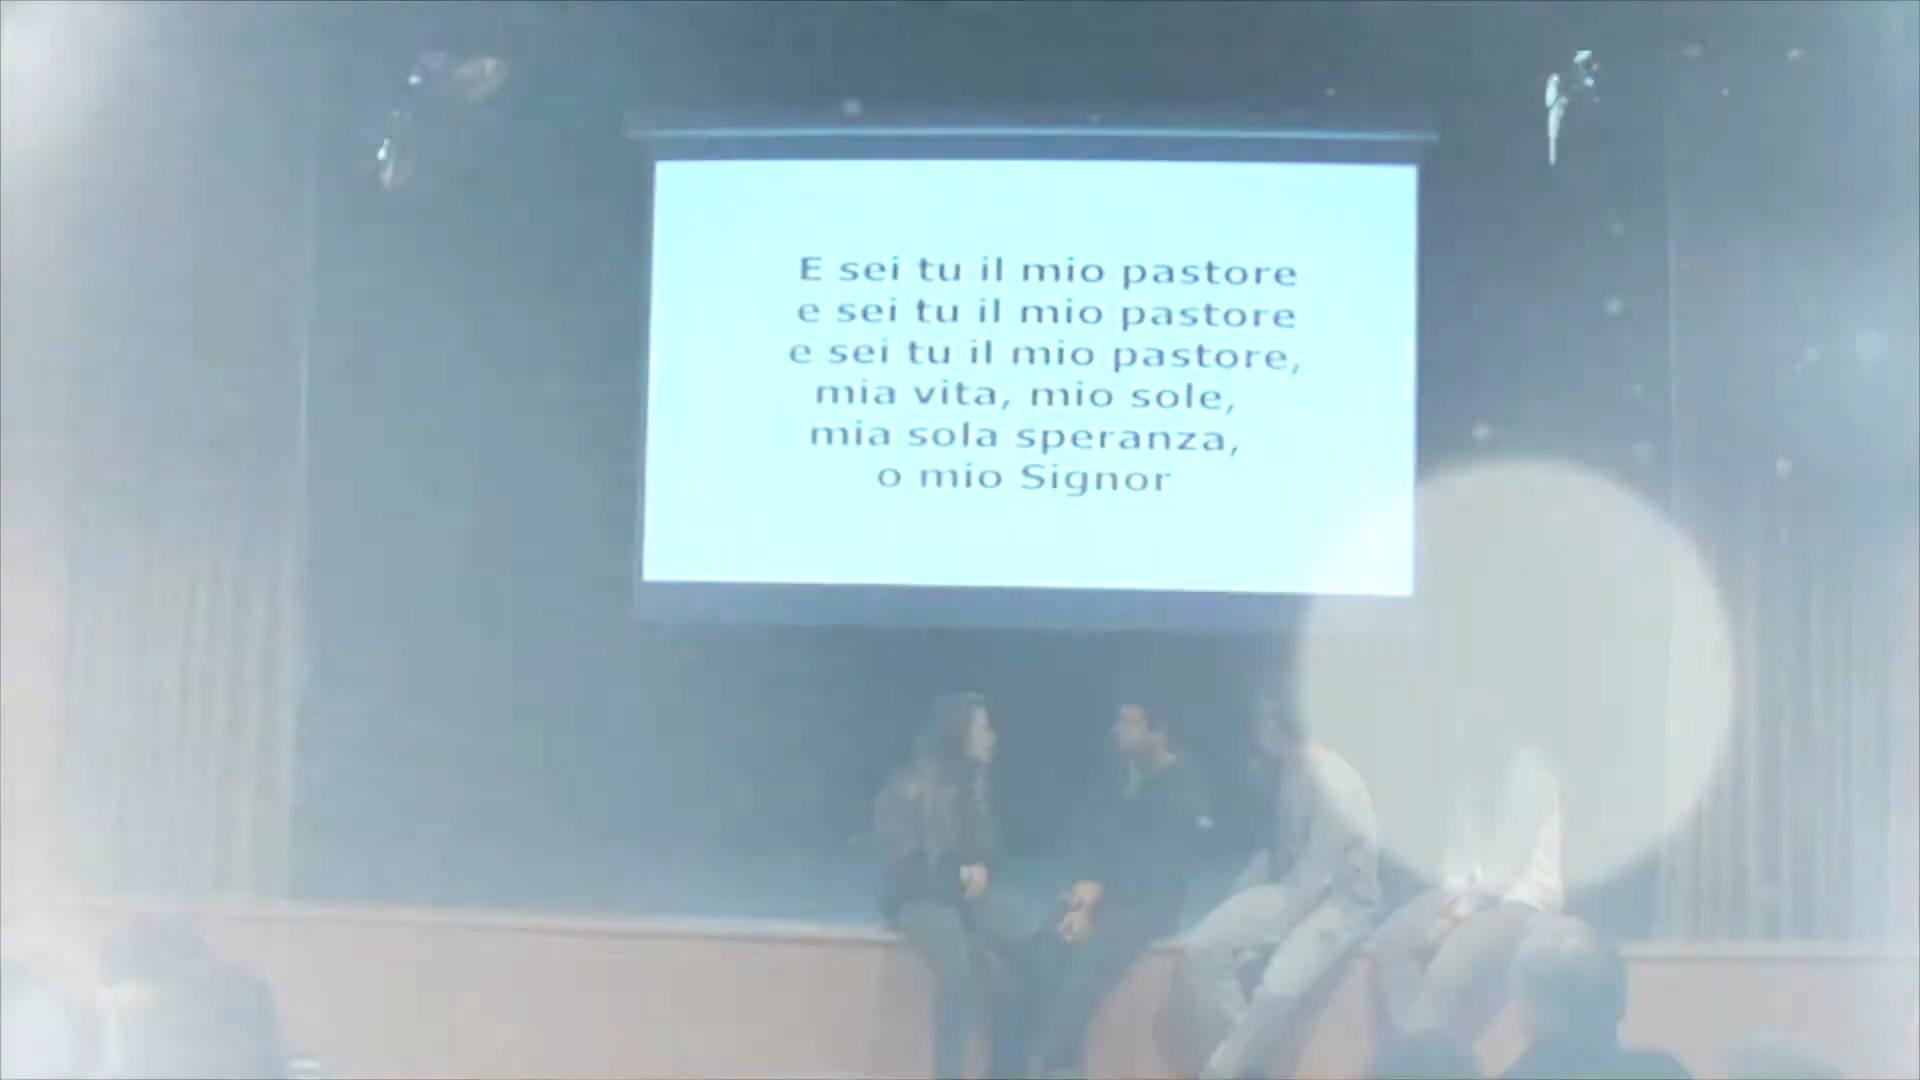 E sei tu il mio pastore
e sei tu il mio pastore
e sei tu il mio pastore,
mia vita, mio sole,
mia sola speranza,
o mio Signor